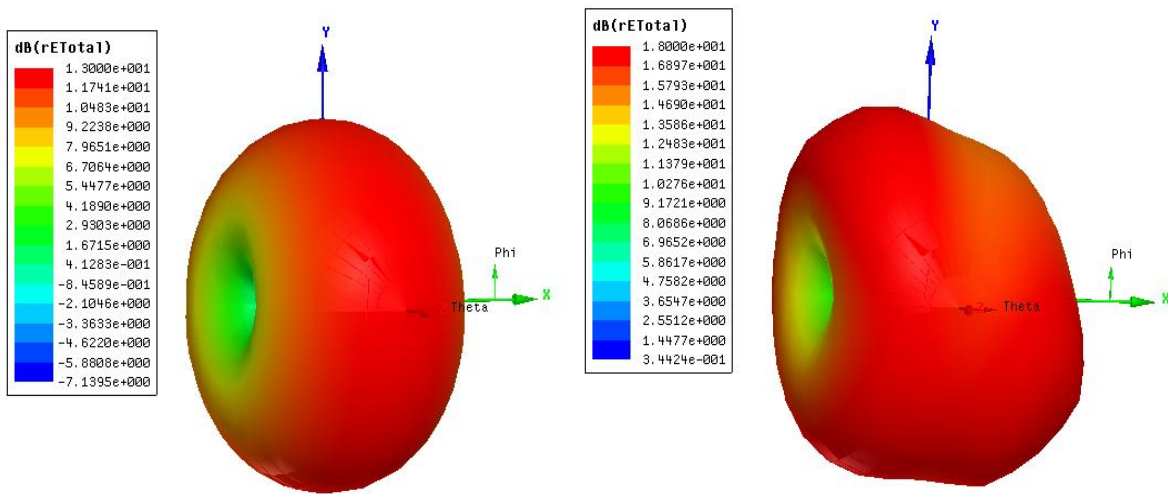 dB(rETotal)
1.3000e+001
1.1741e+001
1.0483e+001
9.2238e+000
7.9651e+000
6.7064e+000
5.4477e+000
4.1890e+000
2.9303e+000
1.6715e+000
4.1283e-001
-8.4589e-001
-2.1046e+000
-3.3633e+000
-4.6220e+000
-5.8808e+000
-7.1395e+000
Y
Phi
X
Theta
dB(rETotal)
1.8000e+001
1.6897e+001
1.5793e+001
1.4690e+001
1.3586e+001
1.2483e+001
1.1379e+001
1.0276e+001
9.1721e+000
8.0686e+000
6.9652e+000
5.8617e+000
4.7582e+000
3.6547e+000
2.5512e+000
1.4477e+000
3.4424e-001
Y
Phi
X
Z
Theta